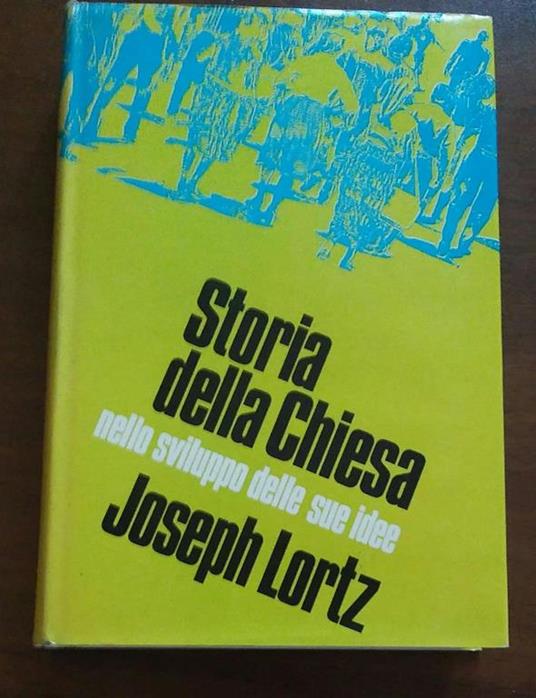 Storia
della Chiesa
nello sviluppo delle sue idee
Joseph Lortz